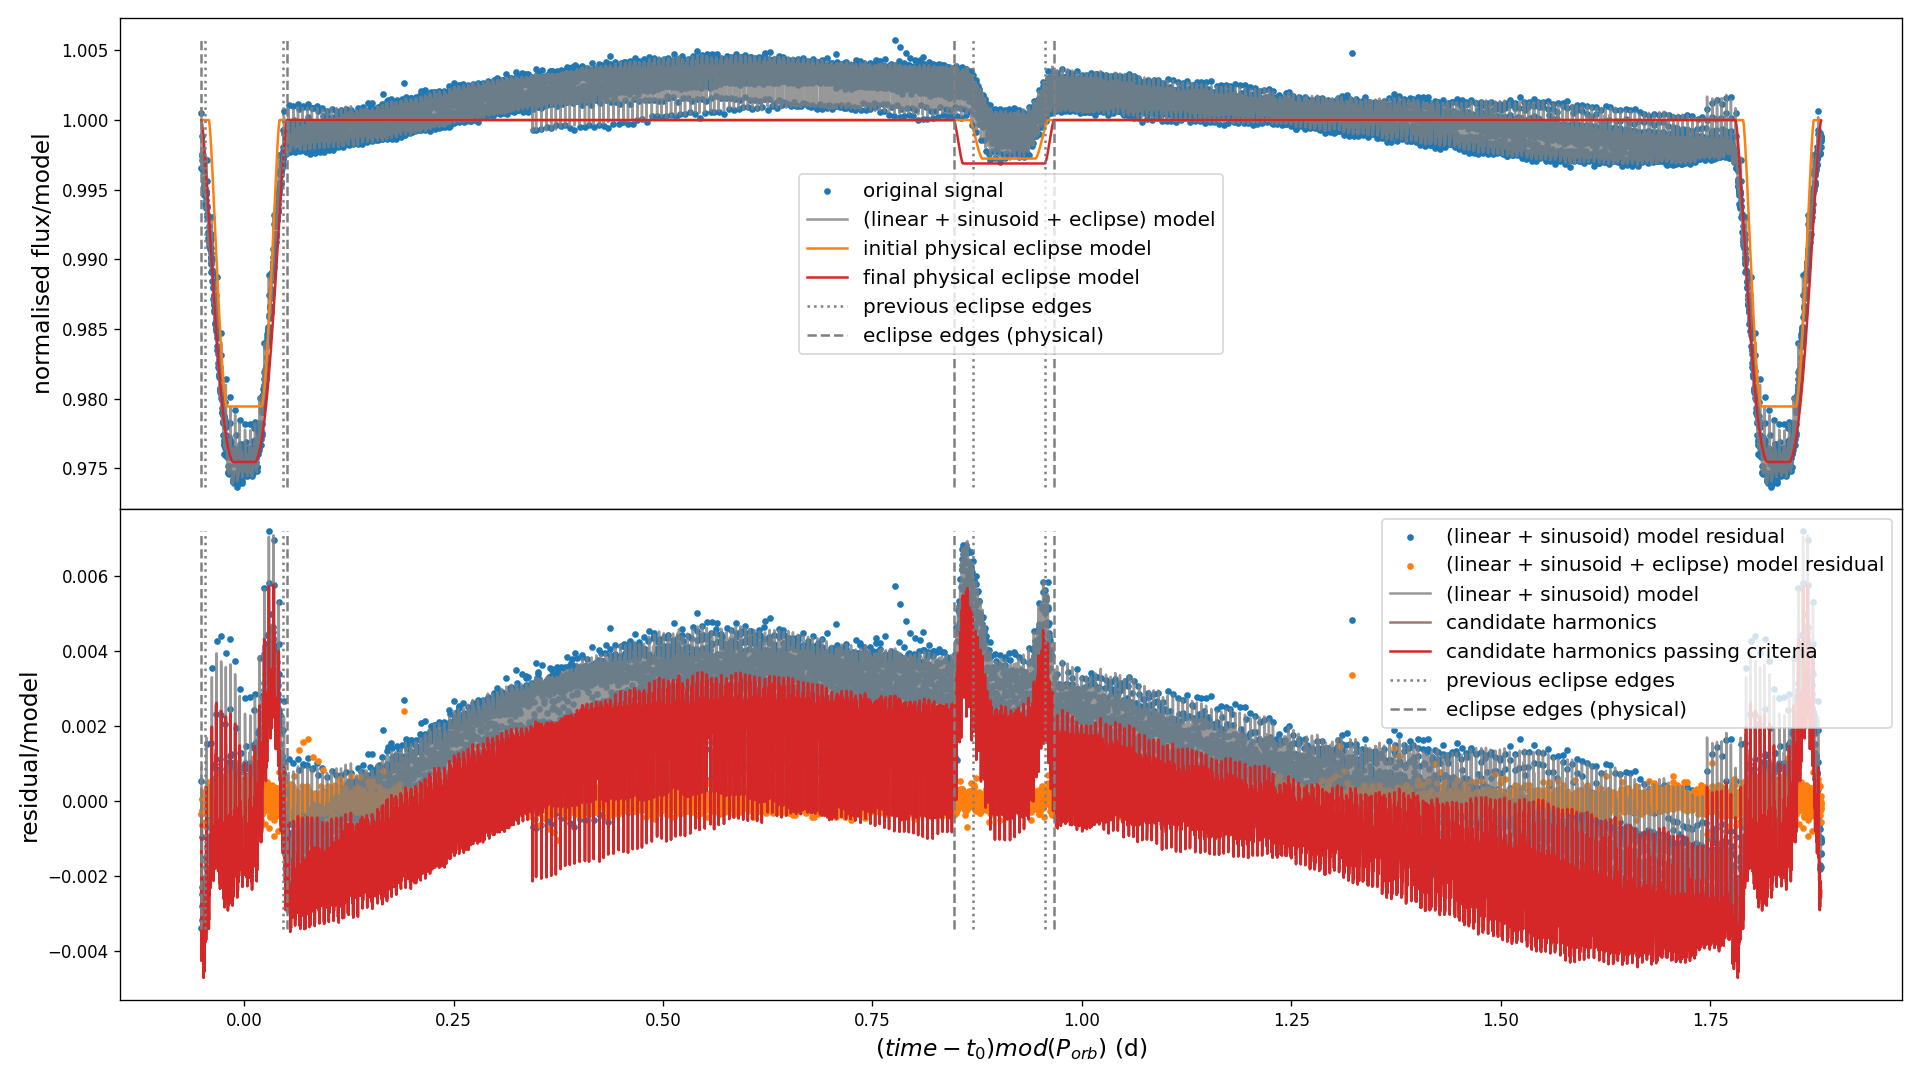 normalised flux/model
1.005
1.000
0.995
0.990
0.985
0.980
0.975
original signal
(linear + sinusoid + eclipse) model
initial physical eclipse model
final physical eclipse model
previous eclipse edges
eclipse edges (physical)
residual/model
0.006
0.004
0.002
0.000
−0.002
−0.004
(linear + sinusoid) model residual
(linear + sinusoid + eclipse) model residual
(linear + sinusoid) model
candidate harmonics
candidate harmonics passing criteria
previous eclipse edges
eclipse edges (physical)
0.00 0.25 0.50 0.75 1.00 1.25 1.50 1.75
(time − t₀)mod(Pₒᵣb) (d)